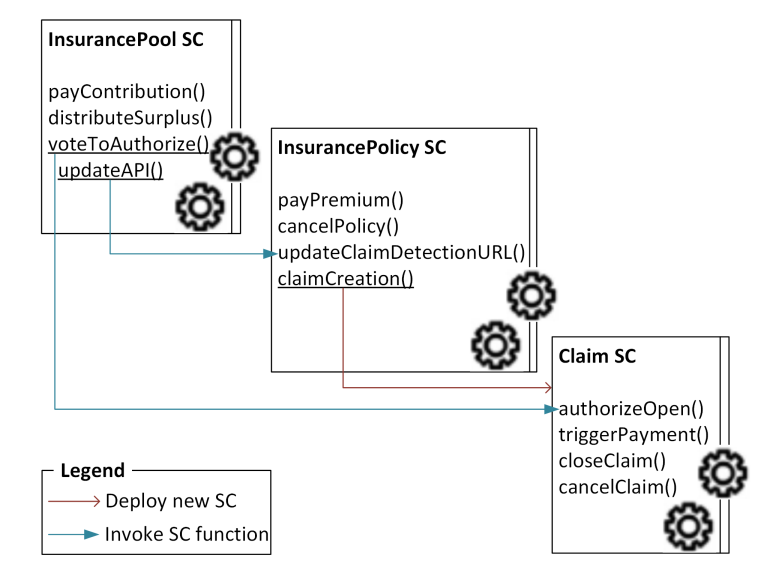 InsurancePool SC
payContribution()
distributeSurplus()
voteToAuthorize()
updateAPI()
InsurancePolicy SC
payPremium()
cancelPolicy()
updateClaimDetectionURL()
claimCreation()
Claim SC
authorizeOpen()
triggerPayment()
closeClaim()
cancelClaim()
Legend
Deploy new SC
Invoke SC function